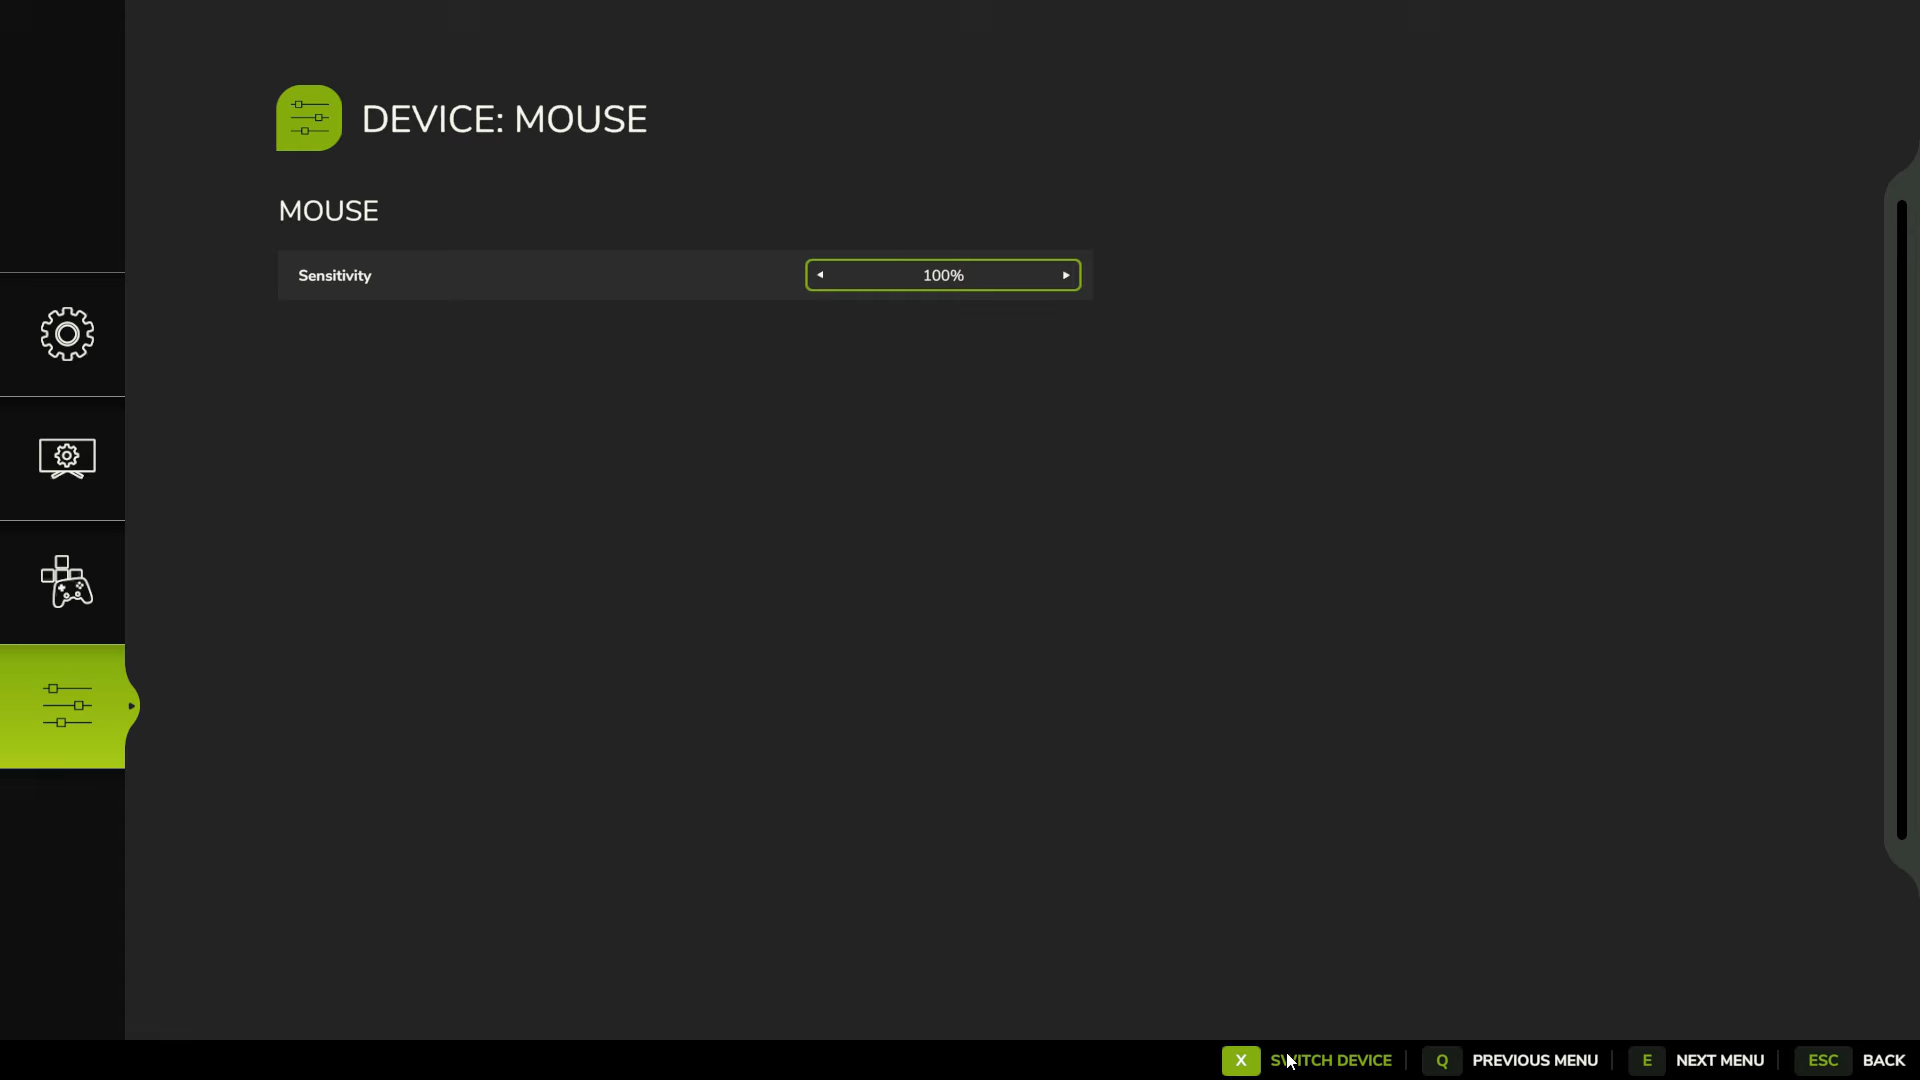 DEVICE: MOUSE
MOUSE
Sensitivity 100%
X SWITCH DEVICE Q PREVIOUS MENU E NEXT MENU ESC BACK